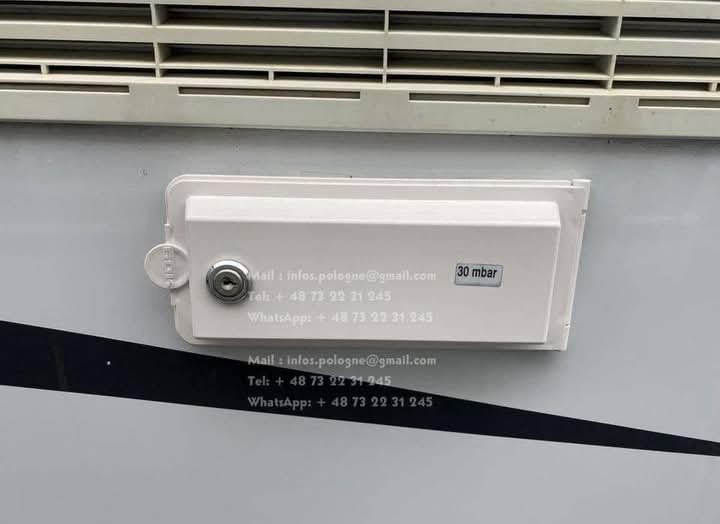 30 mbar
Mail : infos.pologne@gmail.com
Tel: + 48 73 22 31 245
WhatsApp: + 48 73 22 31 245
Mail : infos.pologne@gmail.com
Tel: + 48 73 22 31 245
WhatsApp: + 48 73 22 31 245